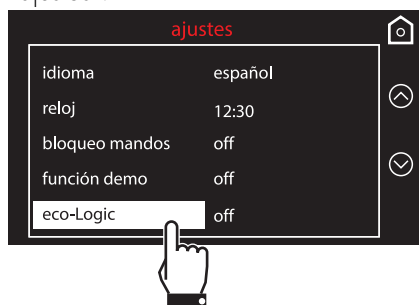 ajustes
idioma español
reloj 12:30
bloqueo mandos off
función demo off
eco-Logic off